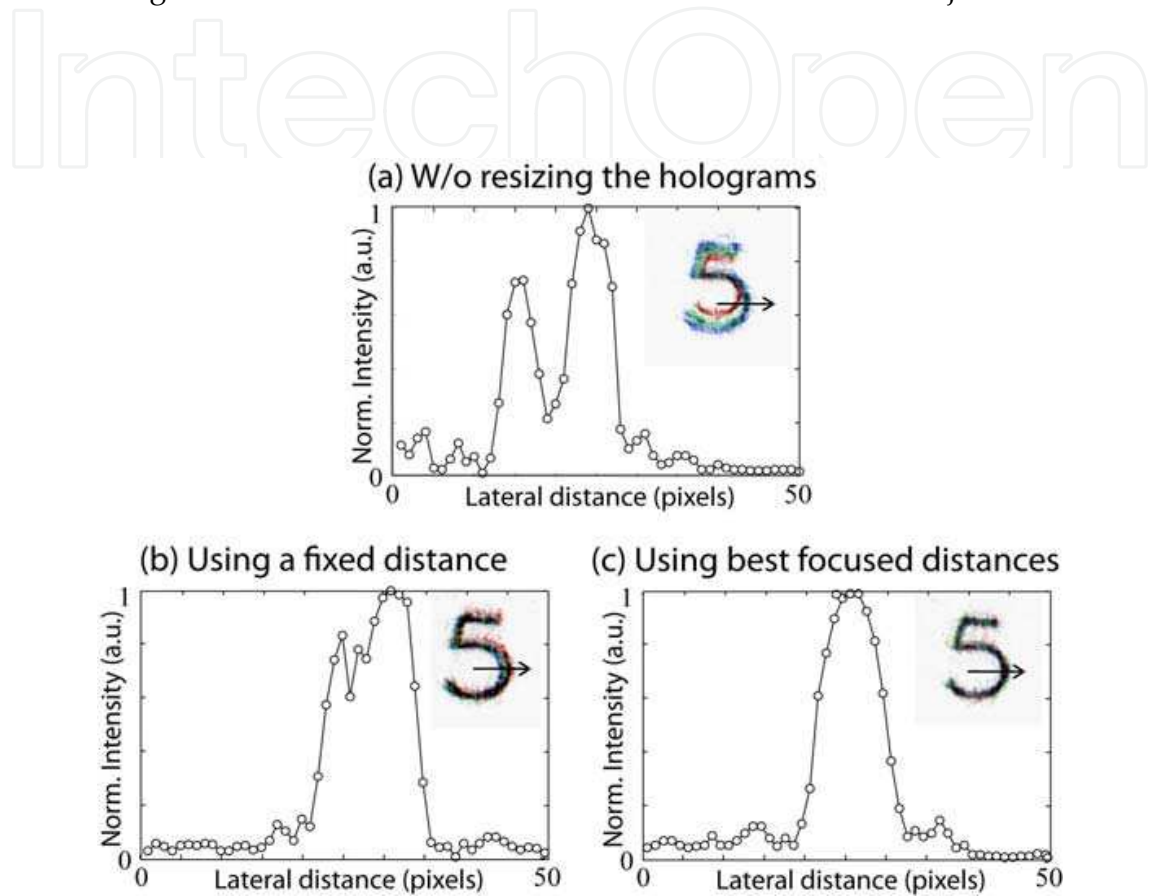 IntechOpen
(a) W/o resizing the holograms
1
Norm. Intensity (a.u.)
5
0
0
Lateral distance (pixels)
50
(b) Using a fixed distance
1
Norm. Intensity (a.u.)
5
0
0
Lateral distance (pixels)
50
(c) Using best focused distances
1
Norm. Intensity (a.u.)
5
0
0
Lateral distance (pixels)
50